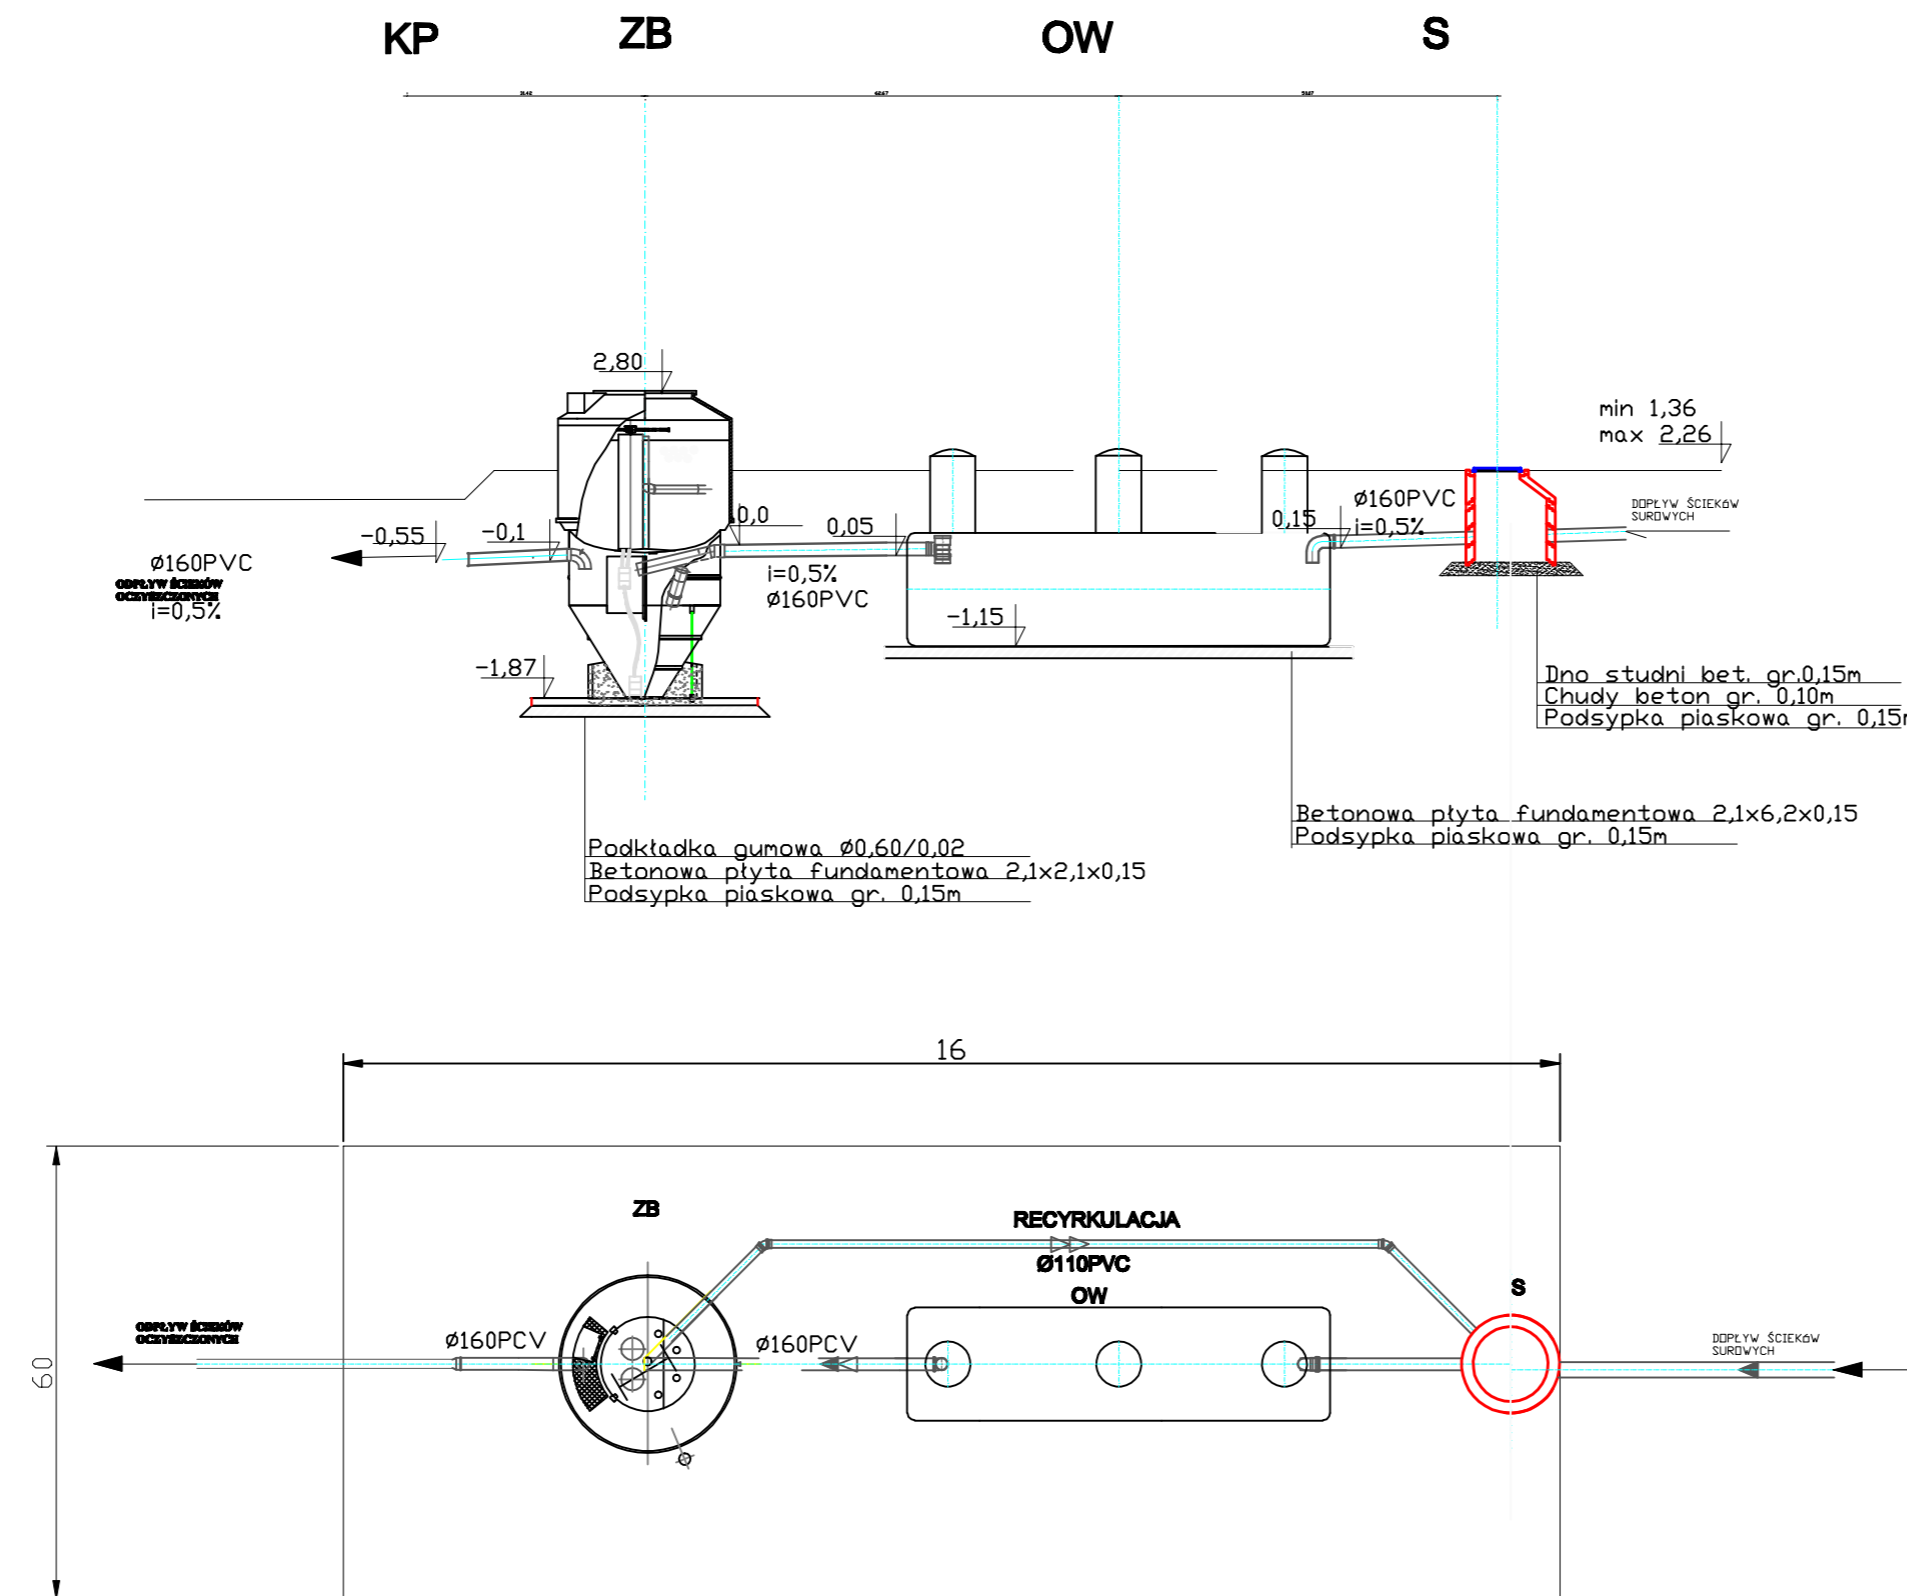 KP ZB OW S
2,80
min 1,36
max 2,26
-0,55
-0,1
0,0
0,05
0,15
Ø160PVC
i=0,5%
DOPŁYW ŚCIEKÓW
SUROWYCH
Ø160PVC
ODPŁYW ŚCIEKÓW
OCZYSZCZONYCH
i=0,5%
i=0,5%
Ø160PVC
-1,15
-1,87
Dno studni bet. gr.0,15m
Chudy beton gr. 0,10m
Podsypka piaskowa gr. 0,15m
Betonowa płyta fundamentowa 2,1x6,2x0,15
Podsypka piaskowa gr. 0,15m
Podkładka gumowa Ø0,60/0,02
Betonowa płyta fundamentowa 2,1x2,1x0,15
Podsypka piaskowa gr. 0,15m
16
60
ZB
RECYRKULACJA
Ø110PVC
OW
S
ODPŁYW ŚCIEKÓW
OCZYSZCZONYCH
Ø160PCV
Ø160PCV
DOPŁYW ŚCIEKÓW
SUROWYCH